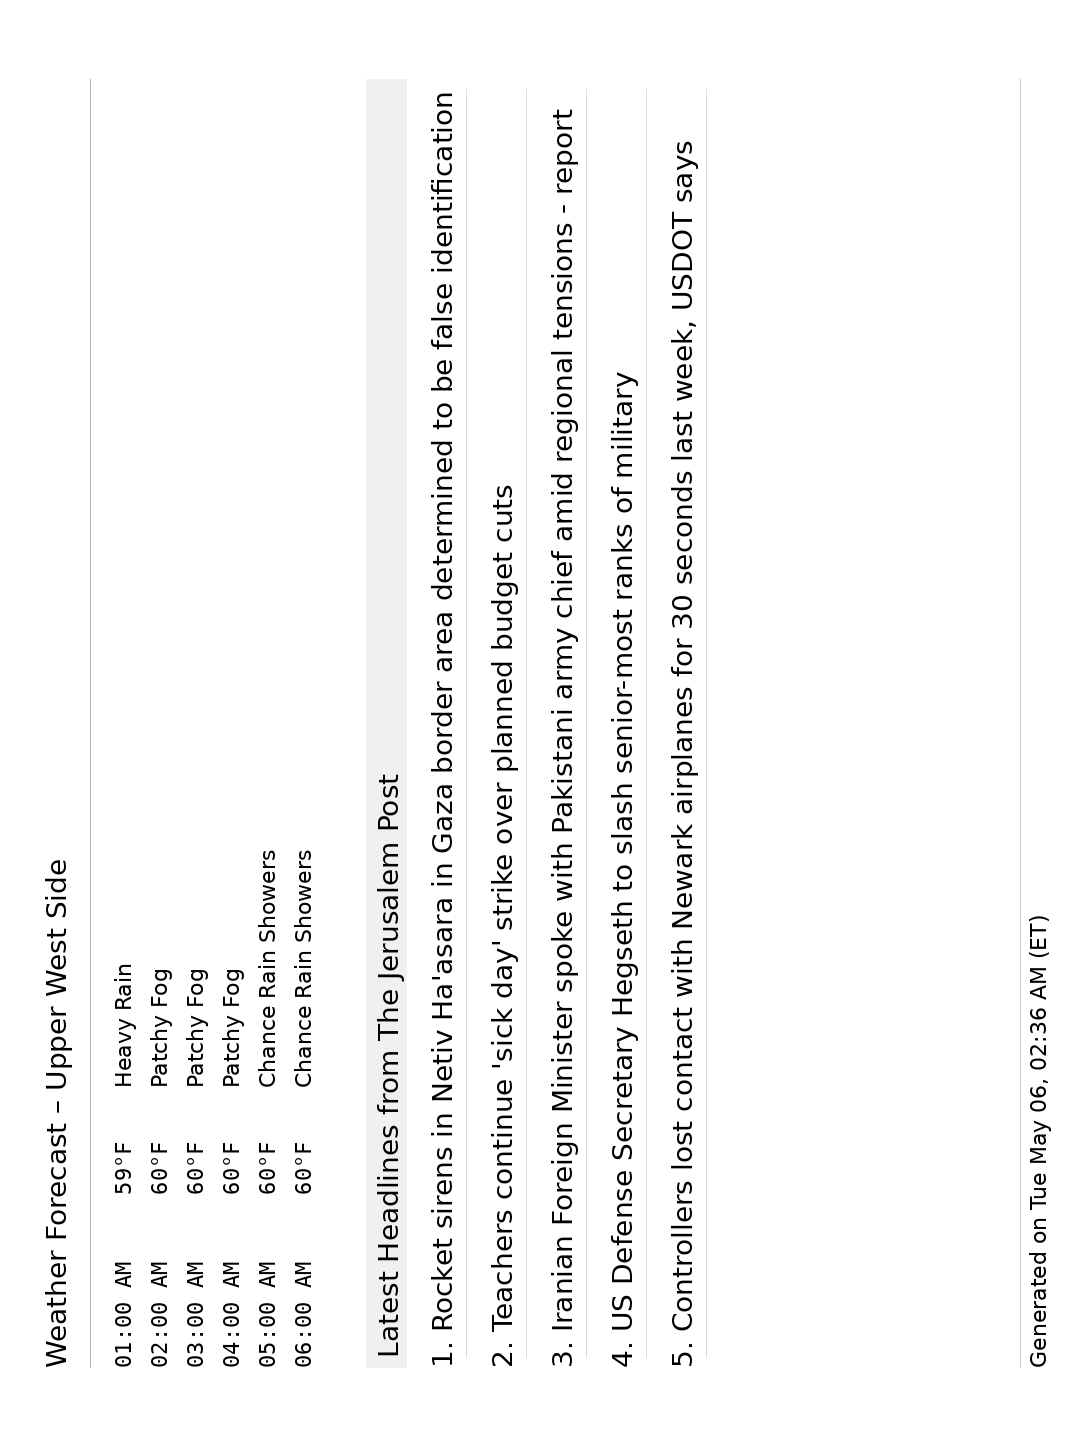 Weather Forecast – Upper West Side
01:00 AM 59°F Heavy Rain
02:00 AM 60°F Patchy Fog
03:00 AM 60°F Patchy Fog
04:00 AM 60°F Patchy Fog
05:00 AM 60°F Chance Rain Showers
06:00 AM 60°F Chance Rain Showers
Latest Headlines from The Jerusalem Post
1. Rocket sirens in Netiv Ha'asara in Gaza border area determined to be false identification
2. Teachers continue 'sick day' strike over planned budget cuts
3. Iranian Foreign Minister spoke with Pakistani army chief amid regional tensions - report
4. US Defense Secretary Hegseth to slash senior-most ranks of military
5. Controllers lost contact with Newark airplanes for 30 seconds last week, USDOT says
Generated on Tue May 06, 02:36 AM (ET)